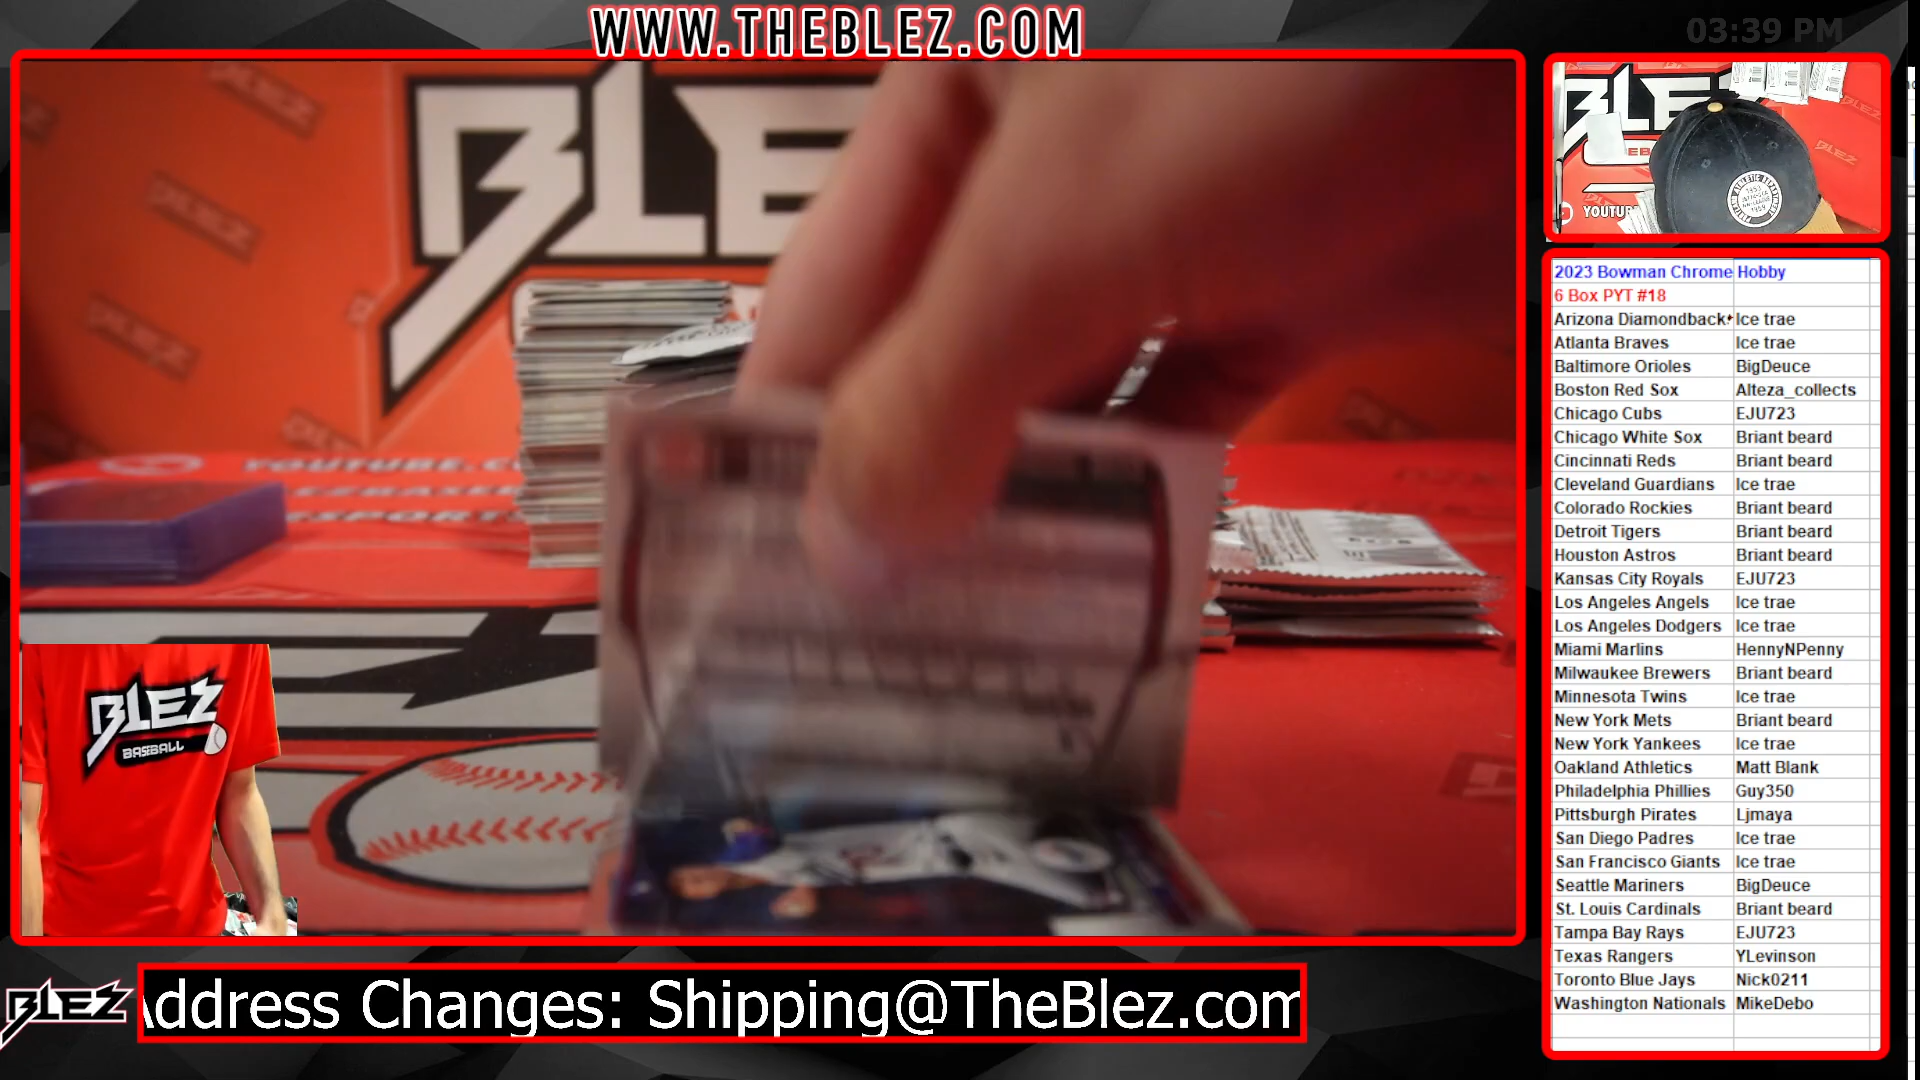 WWW.THEBLEZ.COM
03:39 PM
BLEZ
YOUTUBE.C
BLEZ
BLEZ
YOUTU
2023 Bowman Chrome Hobby
6 Box PYT #18
Arizona Diamondback Ice trae
Atlanta Braves Ice trae
Baltimore Orioles BigDeuce
Boston Red Sox Alteza_collects
Chicago Cubs EJU723
Chicago White Sox Briant beard
Cincinnati Reds Briant beard
Cleveland Guardians Ice trae
Colorado Rockies Briant beard
Detroit Tigers Briant beard
Houston Astros Briant beard
Kansas City Royals EJU723
Los Angeles Angels Ice trae
Los Angeles Dodgers Ice trae
Miami Marlins HennyNPenny
Milwaukee Brewers Briant beard
Minnesota Twins Ice trae
New York Mets Briant beard
New York Yankees Ice trae
Oakland Athletics Matt Blank
Philadelphia Phillies Guy350
Pittsburgh Pirates Ljmaya
San Diego Padres Ice trae
San Francisco Giants Ice trae
Seattle Mariners BigDeuce
St. Louis Cardinals Briant beard
Tampa Bay Rays EJU723
Texas Rangers YLevinson
Toronto Blue Jays Nick0211
Washington Nationals MikeDebo
BLEZ
BASEBALL
BLEZ
Address Changes: Shipping@TheBlez.com